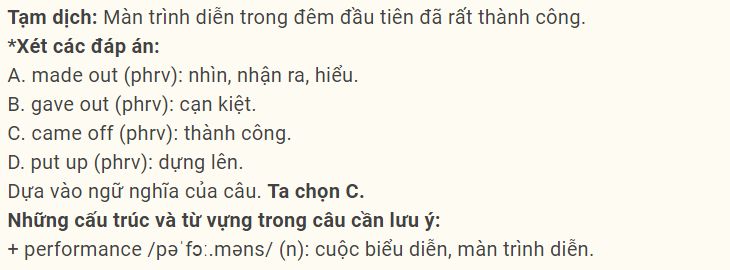 Tạm dịch: Màn trình diễn trong đêm đầu tiên đã rất thành công.
*Xét các đáp án:
A. made out (phrv): nhìn, nhận ra, hiểu.
B. gave out (phrv): cạn kiệt.
C. came off (phrv): thành công.
D. put up (phrv): dựng lên.
Dựa vào ngữ nghĩa của câu. Ta chọn C.
Những cấu trúc và từ vựng trong câu cần lưu ý:
+ performance /pəˈfɔː.məns/ (n): cuộc biểu diễn, màn trình diễn.